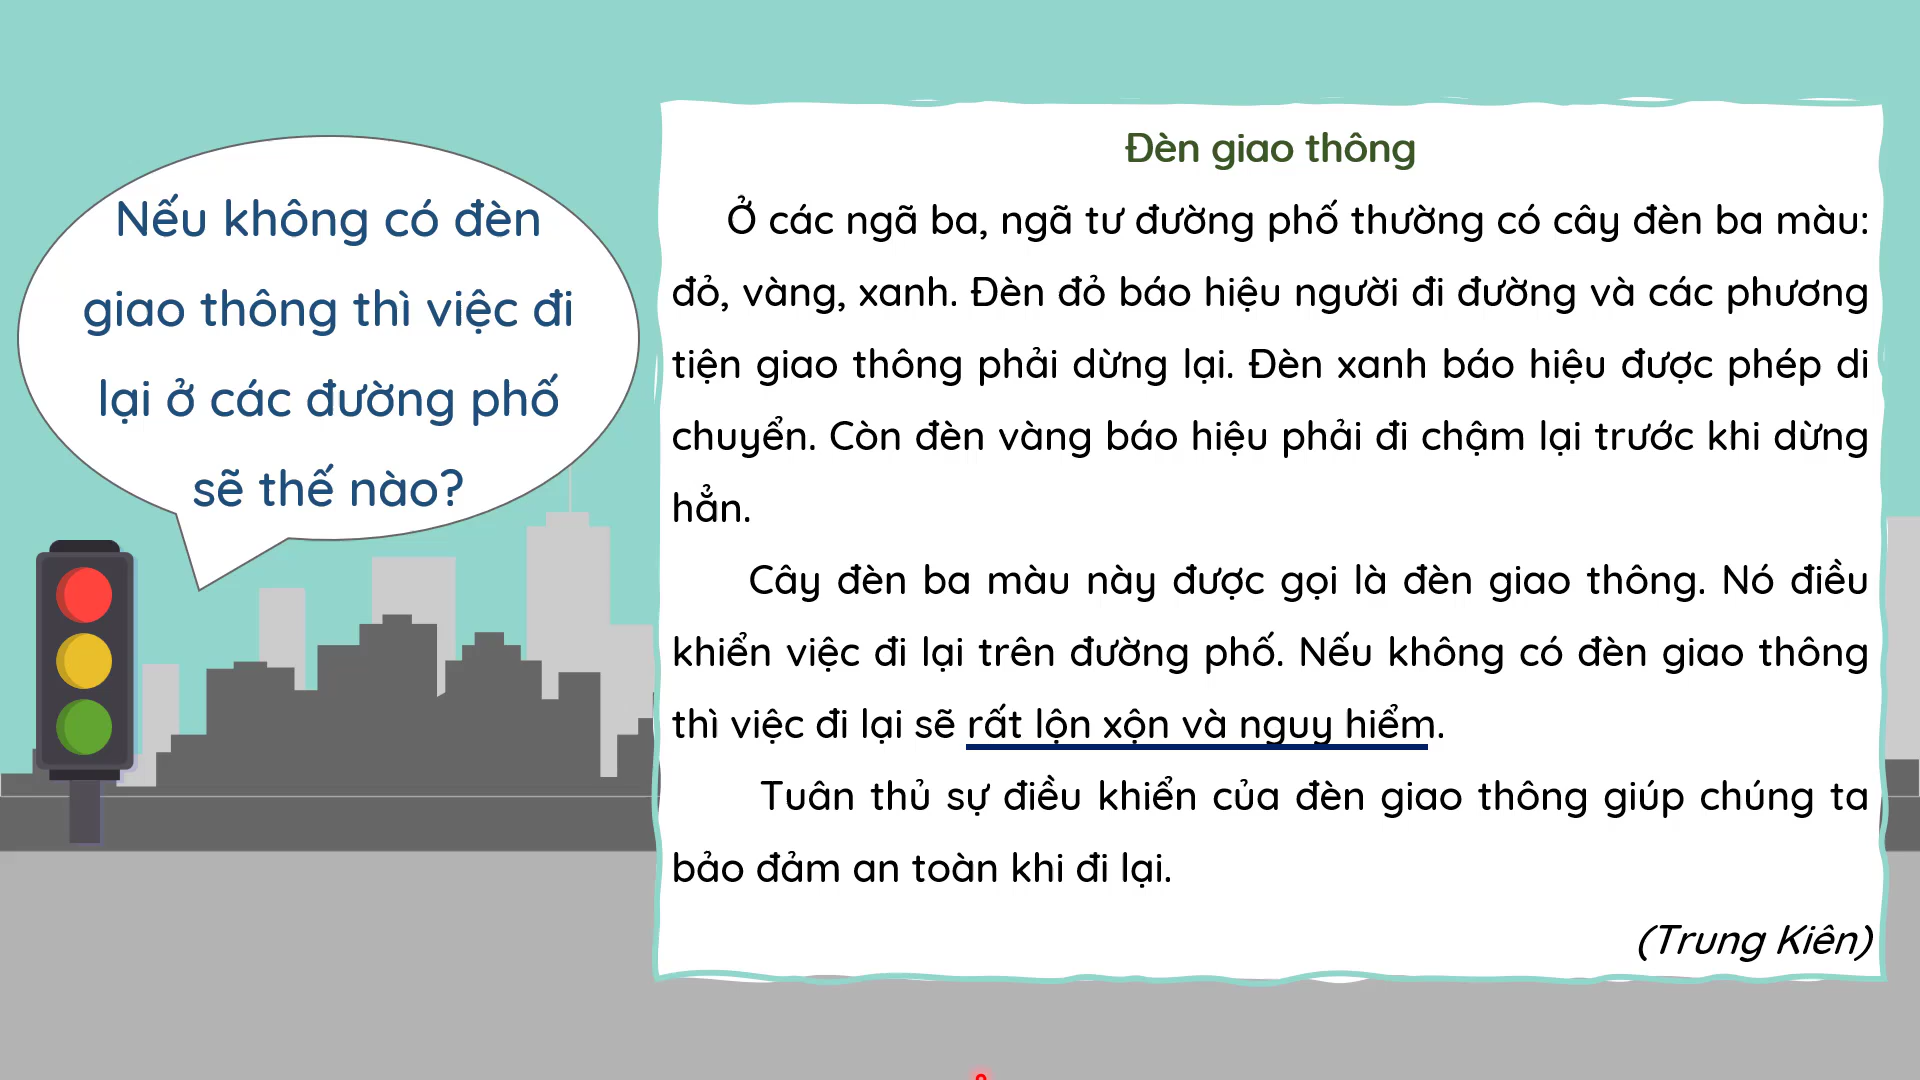 Nếu không có đèn
giao thông thì việc đi
lại ở các đường phố
sẽ thế nào?
Đèn giao thông
Ở các ngã ba, ngã tư đường phố thường có cây đèn ba màu:
đỏ, vàng, xanh. Đèn đỏ báo hiệu người đi đường và các phương
tiện giao thông phải dừng lại. Đèn xanh báo hiệu được phép di
chuyển. Còn đèn vàng báo hiệu phải đi chậm lại trước khi dừng
hẳn.
Cây đèn ba màu này được gọi là đèn giao thông. Nó điều
khiển việc đi lại trên đường phố. Nếu không có đèn giao thông
thì việc đi lại sẽ rất lộn xộn và nguy hiểm.
Tuân thủ sự điều khiển của đèn giao thông giúp chúng ta
bảo đảm an toàn khi đi lại.
(Trung Kiên)